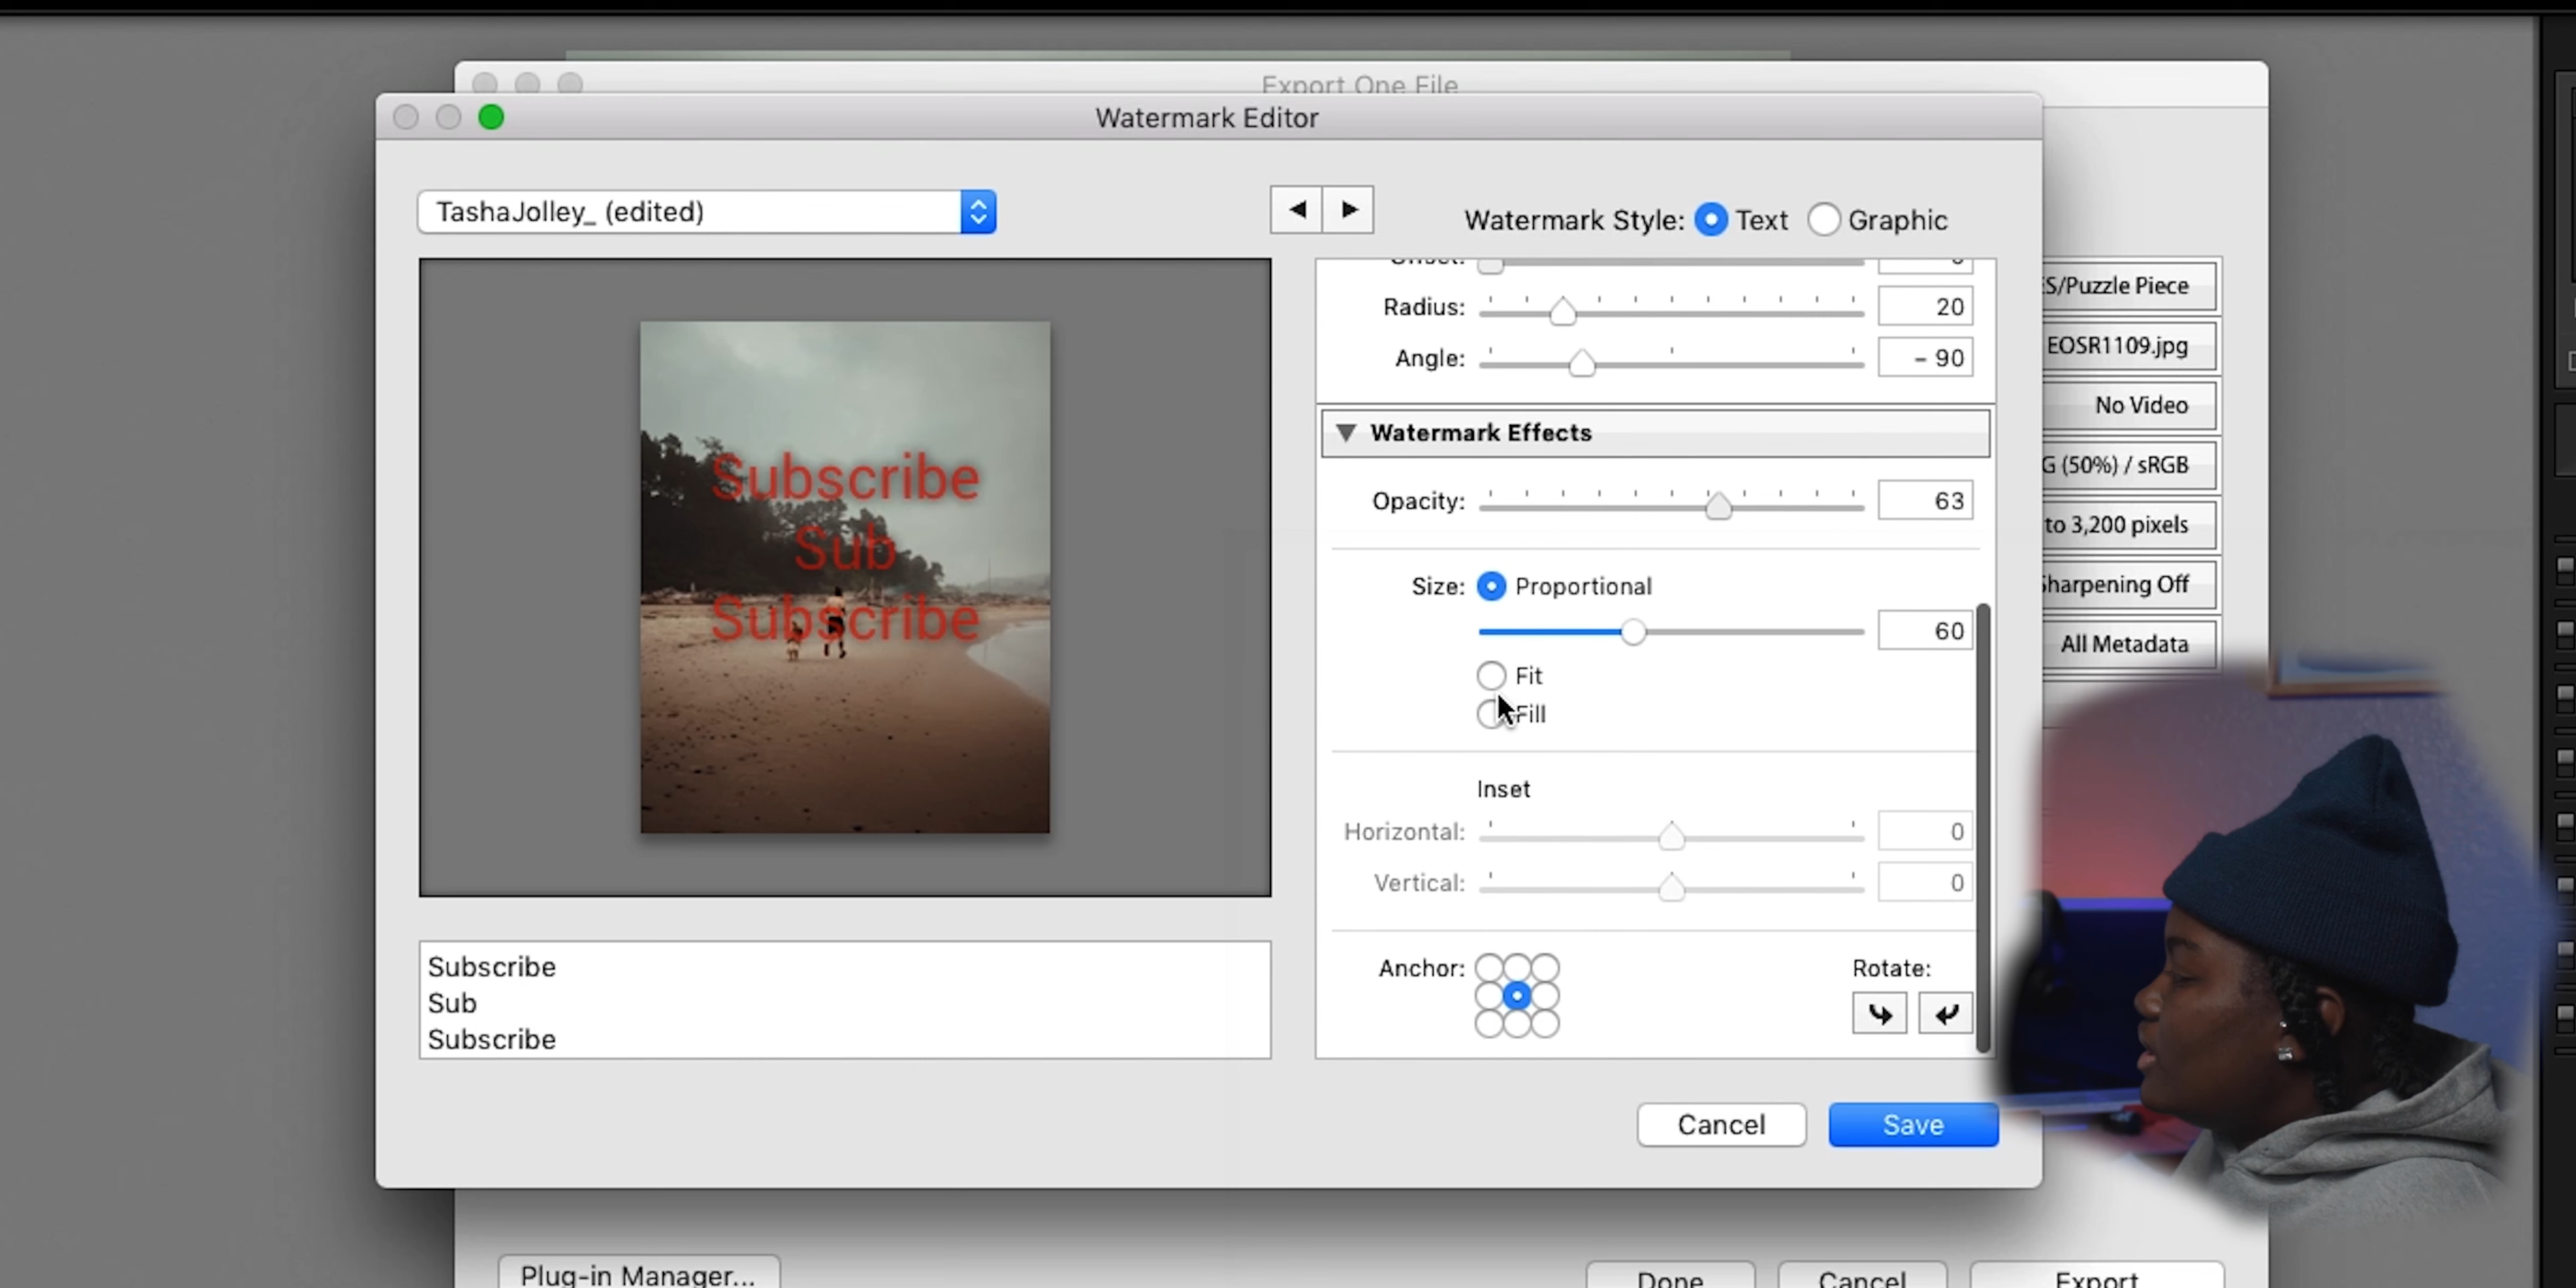 Export One File
Watermark Editor
TashaJolley_ (edited)
Watermark Style: Text Graphic
Offset: 0
Radius: 20
Angle: - 90
Watermark Effects
Opacity: 63
Size: Proportional
60
Fit
Fill
Inset
Horizontal: 0
Vertical: 0
Anchor:
Rotate:
Subscribe
Sub
Subscribe
Subscribe
Sub
Subscribe
Cancel
Save
S/Puzzle Piece
EOSR1109.jpg
No Video
G (50%) / sRGB
to 3,200 pixels
Sharpening Off
All Metadata
Plug-in Manager...
Done
Cancel
Export